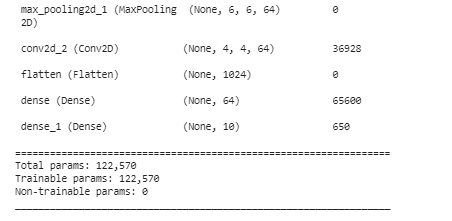 max_pooling2d_1 (MaxPooling (None, 6, 6, 64) 0
2D)
conv2d_2 (Conv2D) (None, 4, 4, 64) 36928
flatten (Flatten) (None, 1024) 0
dense (Dense) (None, 64) 65600
dense_1 (Dense) (None, 10) 650
=================================================================
Total params: 122,570
Trainable params: 122,570
Non-trainable params: 0
_________________________________________________________________